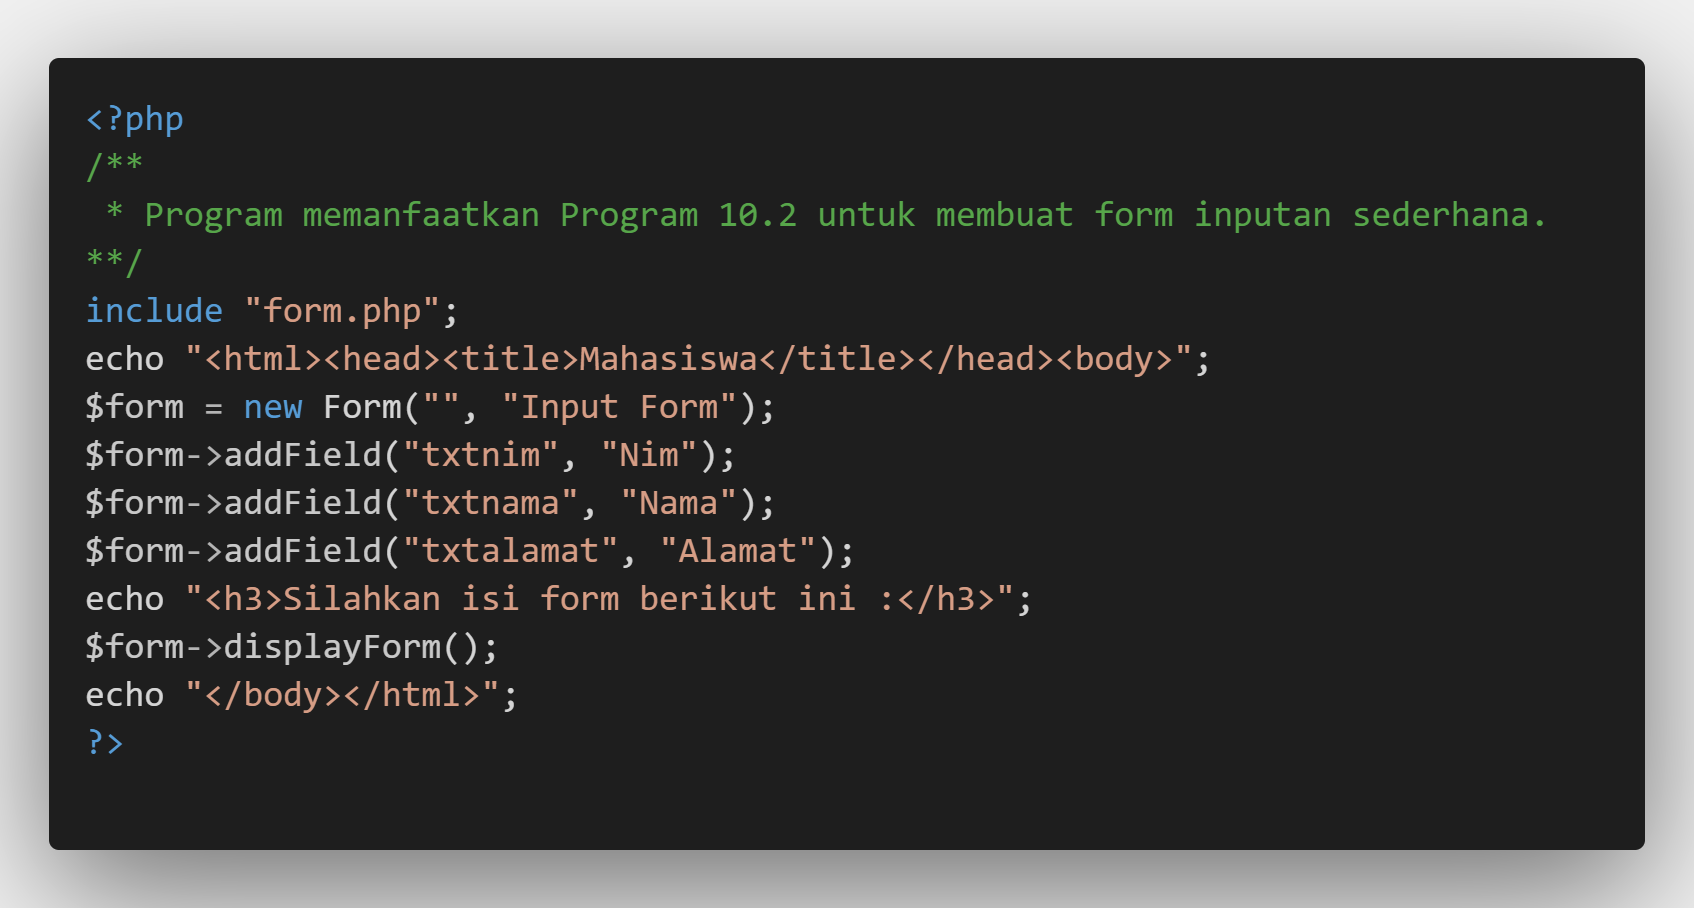 <?php
/**
 * Program memanfaatkan Program 10.2 untuk membuat form inputan sederhana.
**/
include "form.php";
echo "<html><head><title>Mahasiswa</title></head><body>";
$form = new Form("", "Input Form");
$form->addField("txtnim", "Nim");
$form->addField("txtnama", "Nama");
$form->addField("txtalamat", "Alamat");
echo "<h3>Silahkan isi form berikut ini :</h3>";
$form->displayForm();
echo "</body></html>";
?>